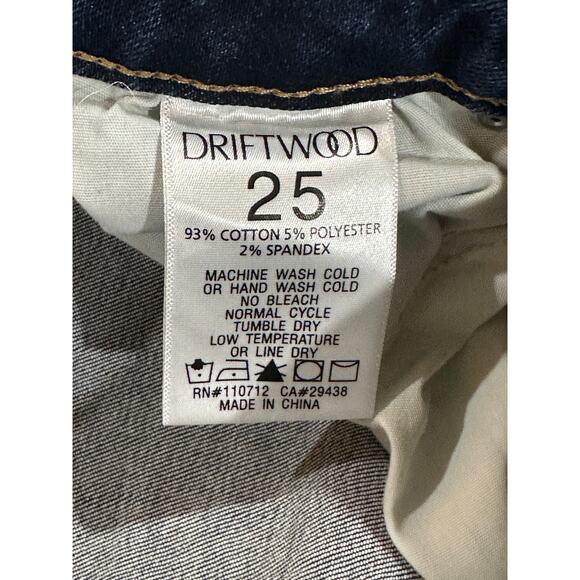 DRIFTWOOD
25
93% COTTON 5% POLYESTER
2% SPANDEX
MACHINE WASH COLD
OR HAND WASH COLD
NO BLEACH
NORMAL CYCLE
TUMBLE DRY
LOW TEMPERATURE
OR LINE DRY
RN#110712 CA#29438
MADE IN CHINA